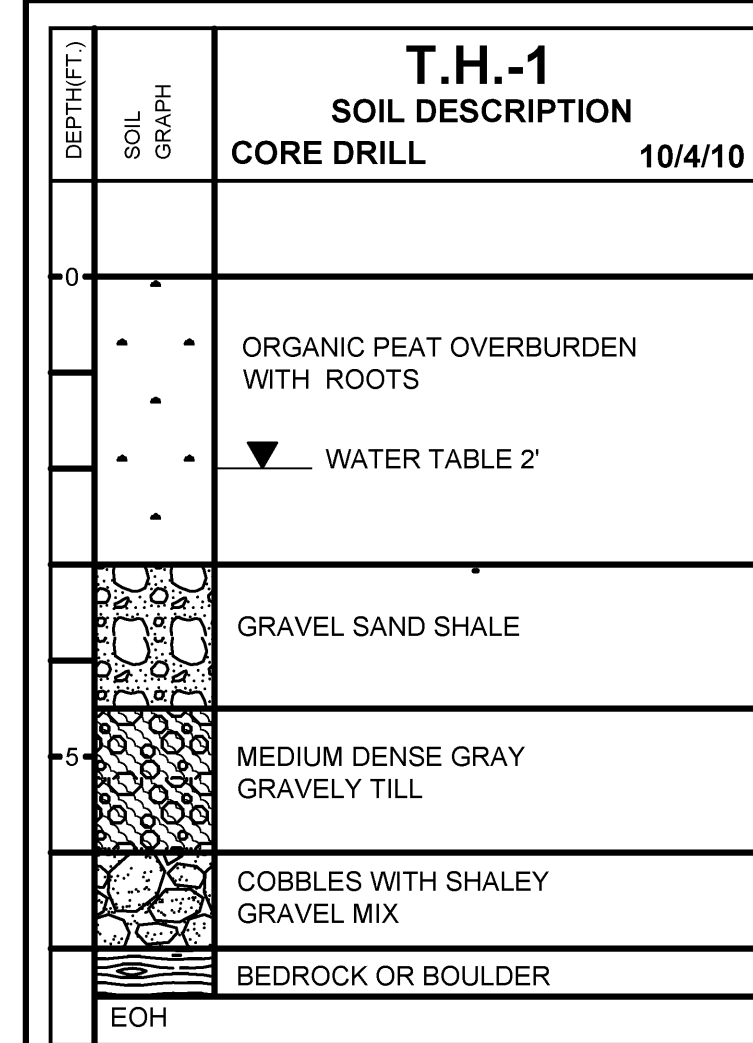 DEPTH(FT.)
SOIL
GRAPH
T.H.-1
SOIL DESCRIPTION
CORE DRILL 10/4/10
0
ORGANIC PEAT OVERBURDEN
WITH ROOTS
WATER TABLE 2'
GRAVEL SAND SHALE
5
MEDIUM DENSE GRAY
GRAVELY TILL
COBBLES WITH SHALEY
GRAVEL MIX
BEDROCK OR BOULDER
EOH